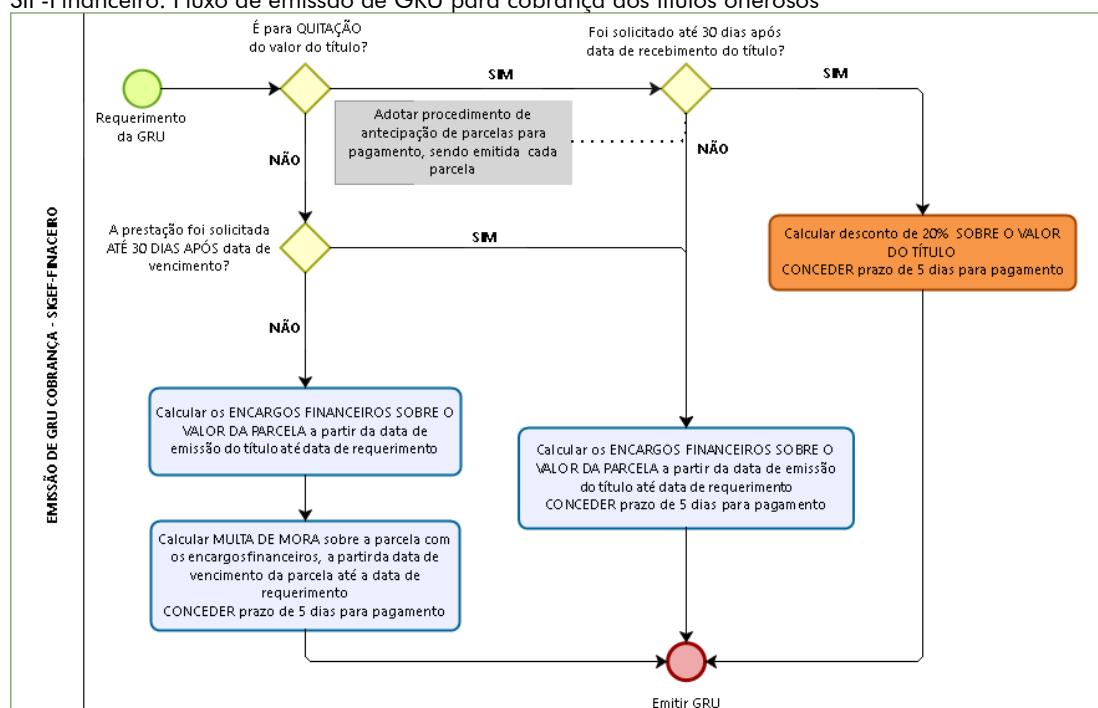 SIF-Financeiro. Fluxo de emissão de GRU para cobrança dos títulos onerosos
É para QUITAÇÃO
do valor do título?
Foi solicitado até 30 dias após
data de recebimento do título?
SIM
SIM
Requerimento
da GRU
Adotar procedimento de
antecipação de parcelas para
pagamento, sendo emitida cada
parcela
NÃO
NÃO
A prestação foi solicitada
ATÉ 30 DIAS APÓS data de
vencimento?
SIM
Calcular desconto de 20% SOBRE O VALOR
DO TÍTULO
CONCEDER prazo de 5 dias para pagamento
NÃO
EMISSÃO DE GRU COBRANÇA - SIGEF-FINACEIRO
Calcular os ENCARGOS FINANCEIROS SOBRE O
VALOR DA PARCELA a partir da data de
emissão do título até data de requerimento
Calcular os ENCARGOS FINANCEIROS SOBRE O
VALOR DA PARCELA a partir da data de emissão
do título até data de requerimento
CONCEDER prazo de 5 dias para pagamento
Calcular MULTA DE MORA sobre a parcela com
os encargosfinanceiros, a partirda data de
vencimento da parcela até a data de
requerimento
CONCEDER prazo de 5 dias para pagamento
Emitir GRU